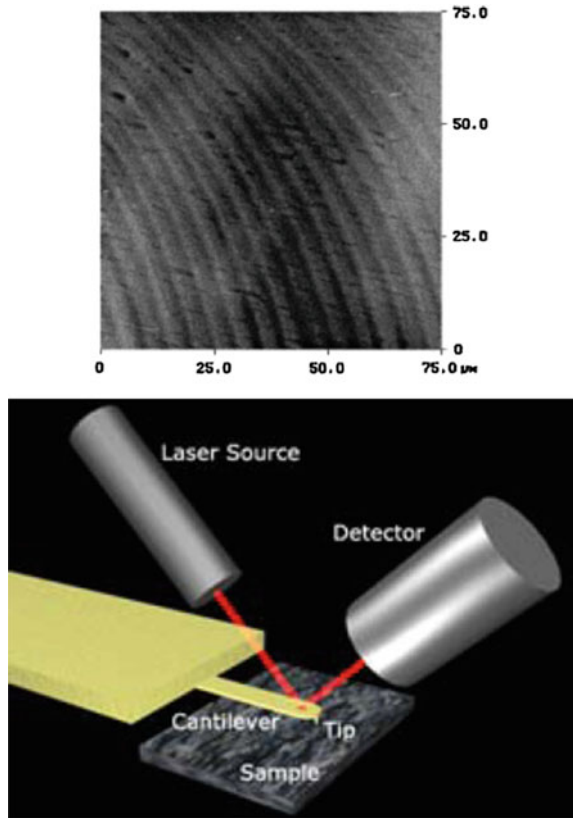 75.0
50.0
25.0
0
0 25.0 50.0 75.0 µm
Laser Source
Detector
Cantilever
Tip
Sample